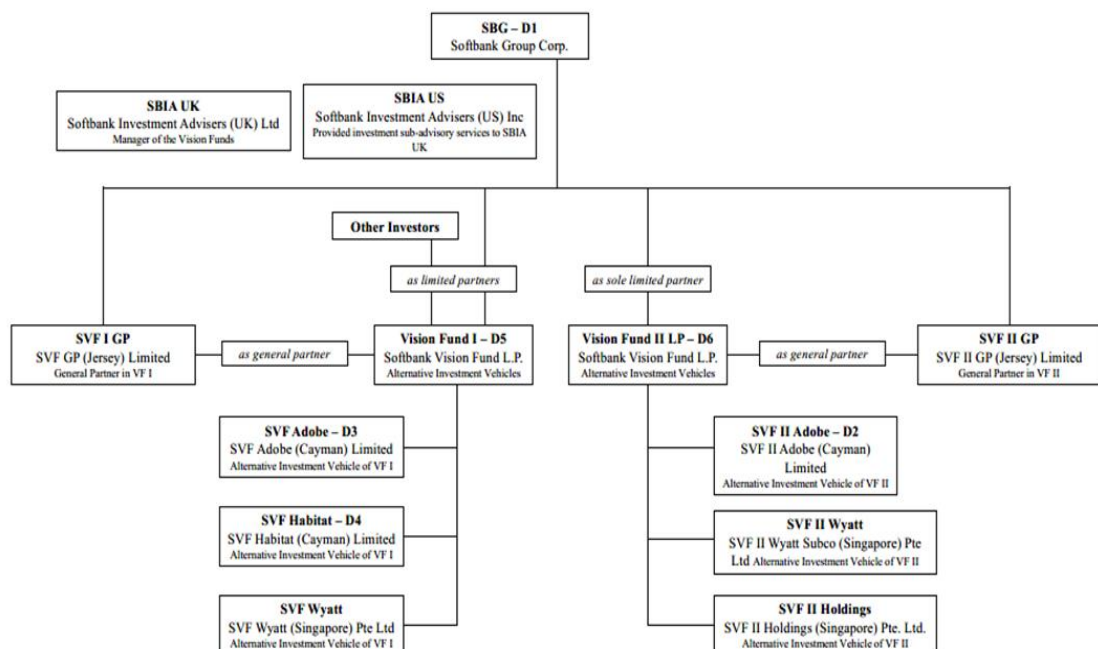 SBG – D1
Softbank Group Corp.
SBIA UK
Softbank Investment Advisers (UK) Ltd
Manager of the Vision Funds
SBIA US
Softbank Investment Advisers (US) Inc
Provided investment sub-advisory services to SBIA
UK
Other Investors
as limited partners
as sole limited partner
SVF I GP
SVF GP (Jersey) Limited
General Partner in VF I
as general partner
Vision Fund I – D5
Softbank Vision Fund L.P.
Alternative Investment Vehicles
Vision Fund II LP – D6
Softbank Vision Fund L.P.
Alternative Investment Vehicles
as general partner
SVF II GP
SVF II GP (Jersey) Limited
General Partner in VF II
SVF Adobe – D3
SVF Adobe (Cayman) Limited
Alternative Investment Vehicle of VF I
SVF II Adobe – D2
SVF II Adobe (Cayman)
Limited
Alternative Investment Vehicle of VF II
SVF Habitat – D4
SVF Habitat (Cayman) Limited
Alternative Investment Vehicle of VF I
SVF II Wyatt
SVF II Wyatt Subco (Singapore) Pte
Ltd Alternative Investment Vehicle of VF II
SVF Wyatt
SVF Wyatt (Singapore) Pte Ltd
Alternative Investment Vehicle of VF I
SVF II Holdings
SVF II Holdings (Singapore) Pte. Ltd.
Alternative Investment Vehicle of VF II